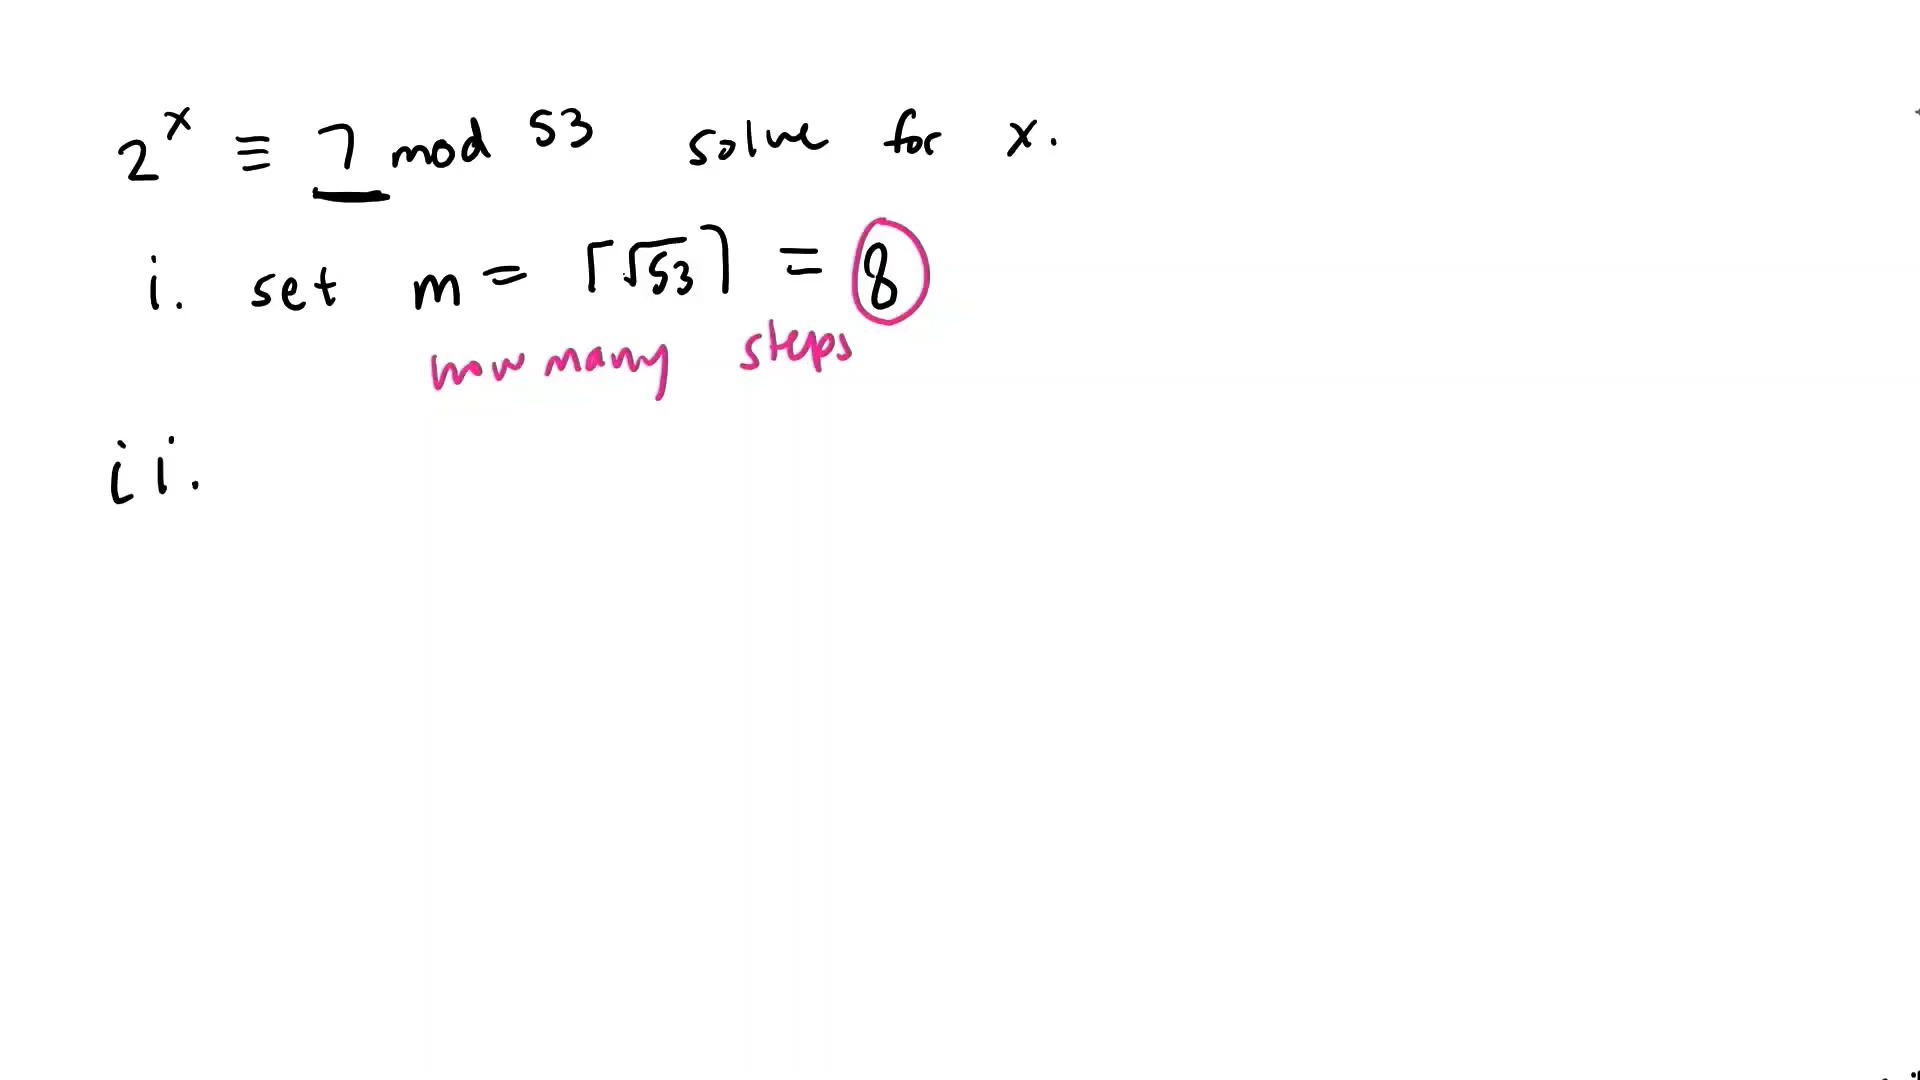 2^x ≡ 7 mod 53 solve for x.
i. set m = ⌈√53⌉ = 8
how many steps
ii.